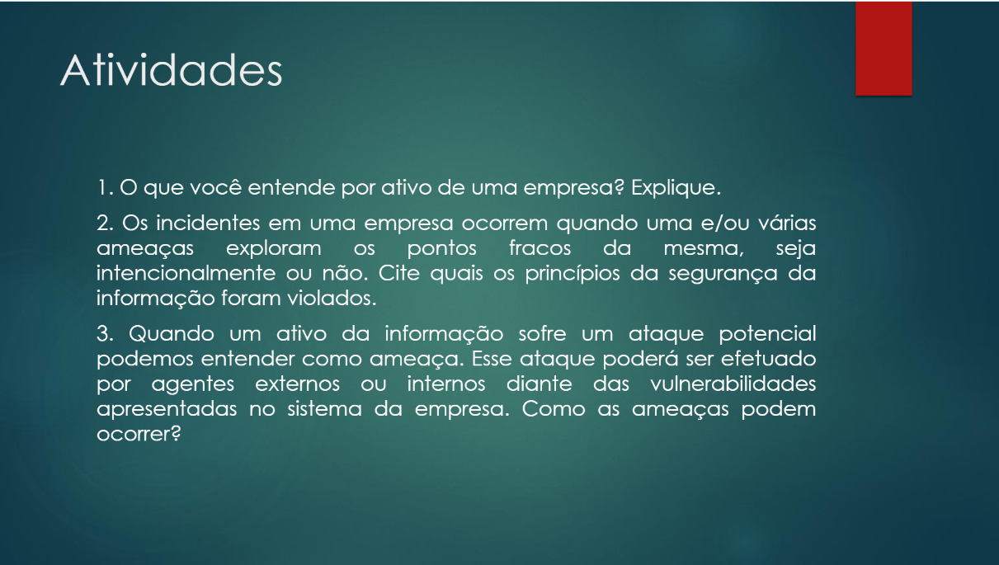 Atividades
1. O que você entende por ativo de uma empresa? Explique.
2. Os incidentes em uma empresa ocorrem quando uma e/ou várias
ameaças exploram os pontos fracos da mesma, seja
intencionalmente ou não. Cite quais os princípios da segurança da
informação foram violados.
3. Quando um ativo da informação sofre um ataque potencial
podemos entender como ameaça. Esse ataque poderá ser efetuado
por agentes externos ou internos diante das vulnerabilidades
apresentadas no sistema da empresa. Como as ameaças podem
ocorrer?